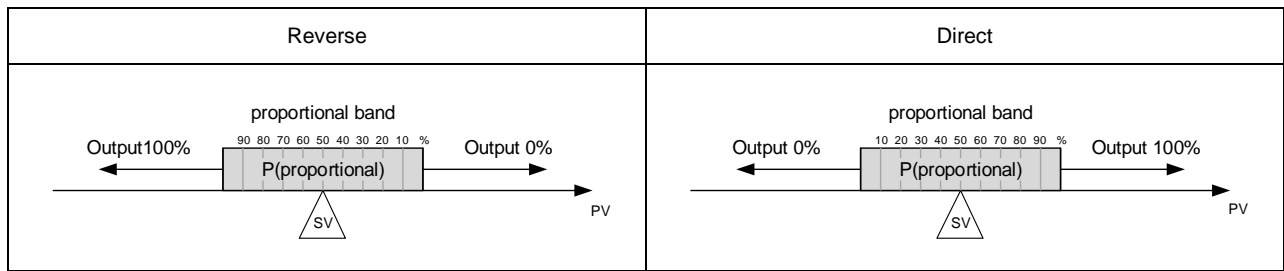 Reverse
Direct
proportional band
90 80 70 60 50 40 30 20 10 %
Output100%
Output 0%
P(proportional)
PV
SV
proportional band
10 20 30 40 50 60 70 80 90 %
Output 0%
Output 100%
P(proportional)
PV
SV